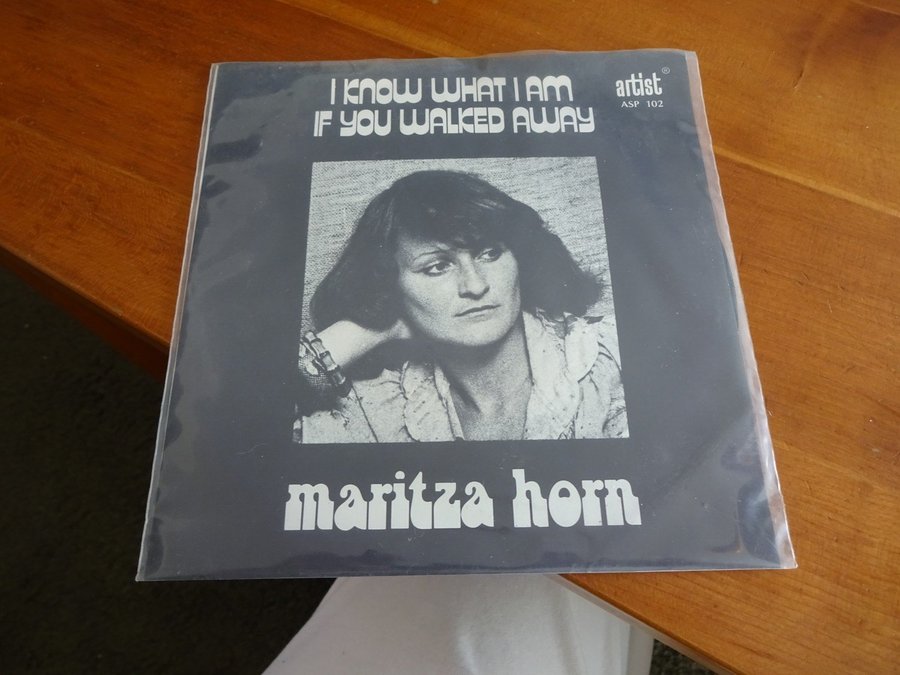 I KNOW WHAT I AM
IF YOU WALKED AWAY
artist®
ASP 102
maritza horn